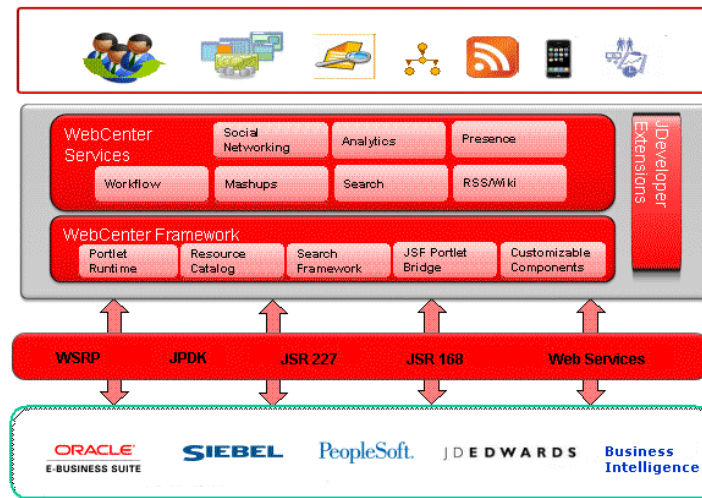 WebCenter
Services
Social
Networking
Analytics
Presence
Workflow
Mashups
Search
RSS/Wiki
JDeveloper
Extensions
WebCenter Framework
Portlet
Runtime
Resource
Catalog
Search
Framework
JSF Portlet
Bridge
Customizable
Components
WSRP JPDK JSR 227 JSR 168 Web Services
ORACLE
E-BUSINESS SUITE
SIEBEL
PeopleSoft.
JDEDWARDS
Business
Intelligence